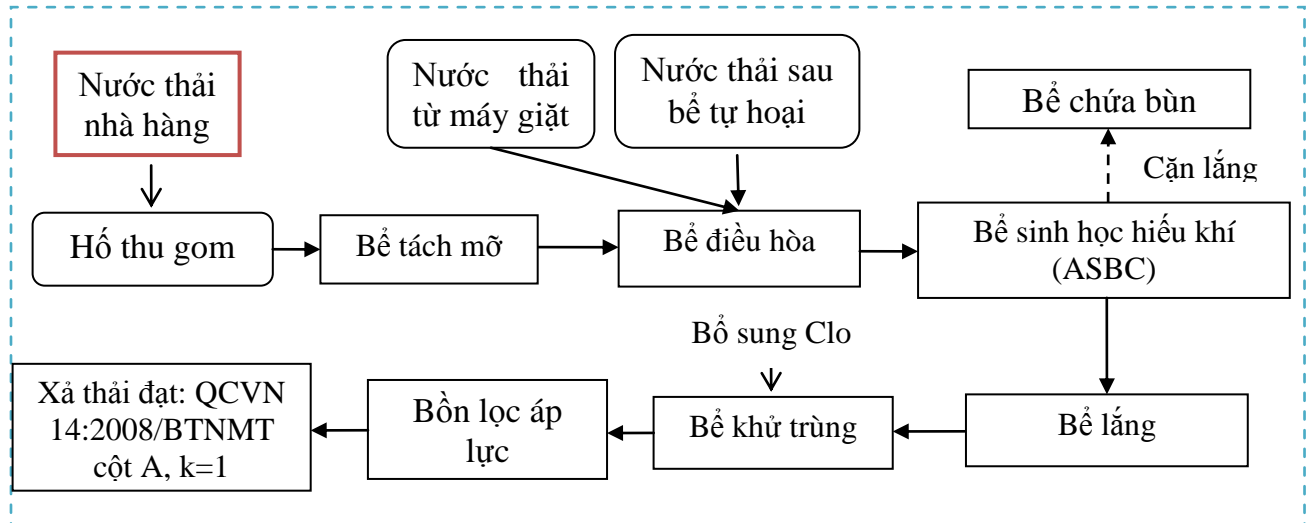 Nước thải
nhà hàng
Nước thải
từ máy giặt
Nước thải sau
bể tự hoại
Bể chứa bùn
Cặn lắng
Hố thu gom
Bể tách mỡ
Bể điều hòa
Bể sinh học hiếu khí
(ASBC)
Bổ sung Clo
Xả thải đạt: QCVN
14:2008/BTNMT
cột A, k=1
Bồn lọc áp
lực
Bể khử trùng
Bể lắng